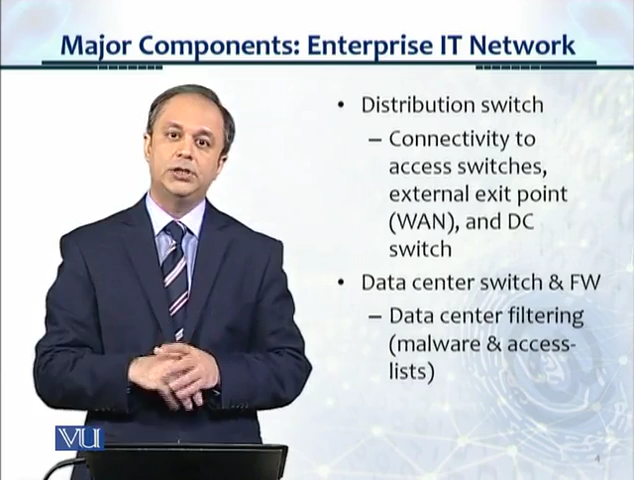 Major Components: Enterprise IT Network
• Distribution switch
– Connectivity to
access switches,
external exit point
(WAN), and DC
switch
• Data center switch & FW
– Data center filtering
(malware & access-
lists)
VU
4